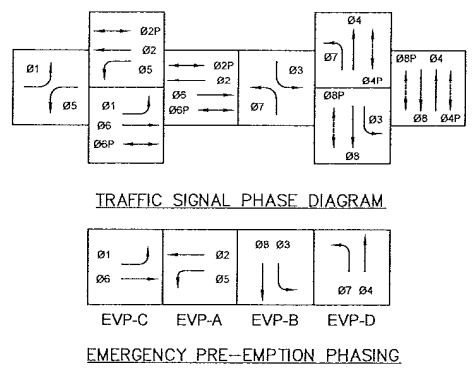 Ø1
Ø5
Ø2P
Ø2
Ø5
Ø1
Ø6
Ø6P
Ø2P
Ø2
Ø6
Ø6P
Ø3
Ø7
Ø4
Ø7
Ø4P
Ø8P
Ø3
Ø8
Ø8P Ø4
Ø8 Ø4P
TRAFFIC SIGNAL PHASE DIAGRAM
Ø1
Ø6
Ø2
Ø5
Ø8 Ø3
Ø7 Ø4
EVP-C EVP-A EVP-B EVP-D
EMERGENCY PRE-EMPTION PHASING